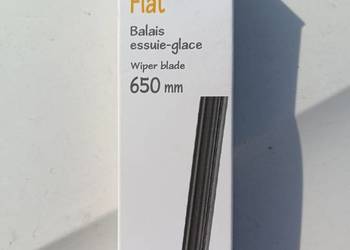 Flat
Balais
essuie-glace
Wiper blade
650 mm